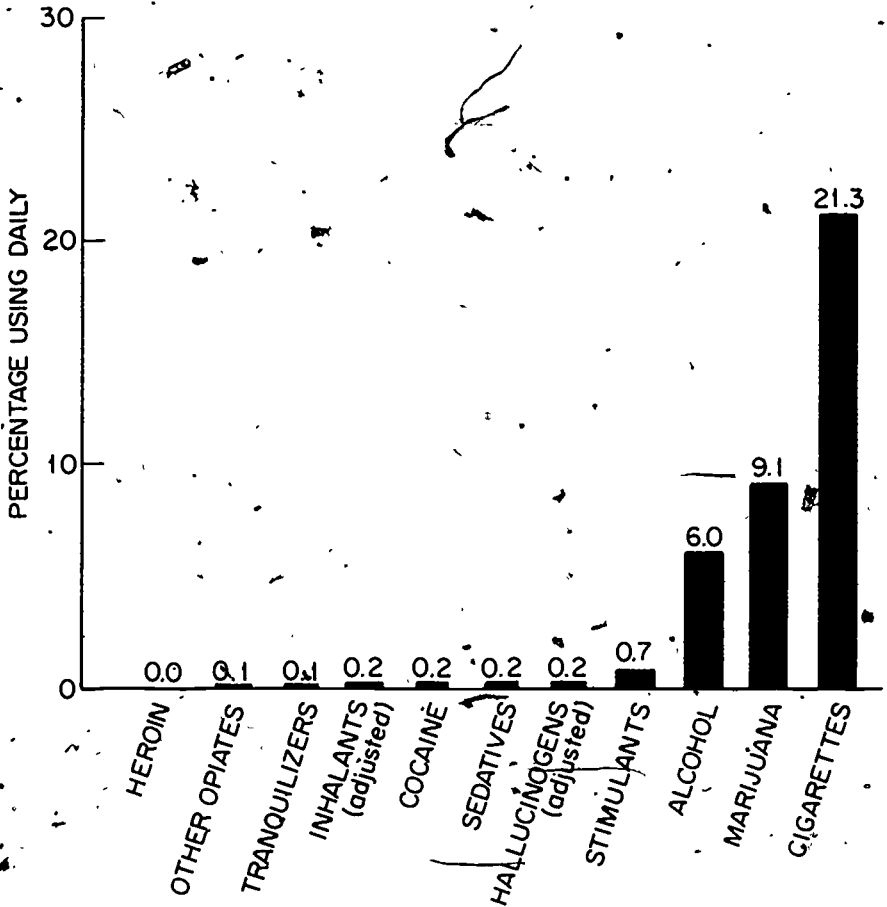 30
20
10
0
PERCENTAGE USING DAILY
0.0
0.1
0.1
0.2
0.2
0.2
0.2
0.7
6.0
9.1
21.3
HEROIN
OTHER OPIATES
TRANQUILIZERS
INHALANTS
(adjusted)
COCAINE
SEDATIVES
HALLUCINOGENS
(adjusted)
STIMULANTS
ALCOHOL
MARIJUANA
CIGARETTES